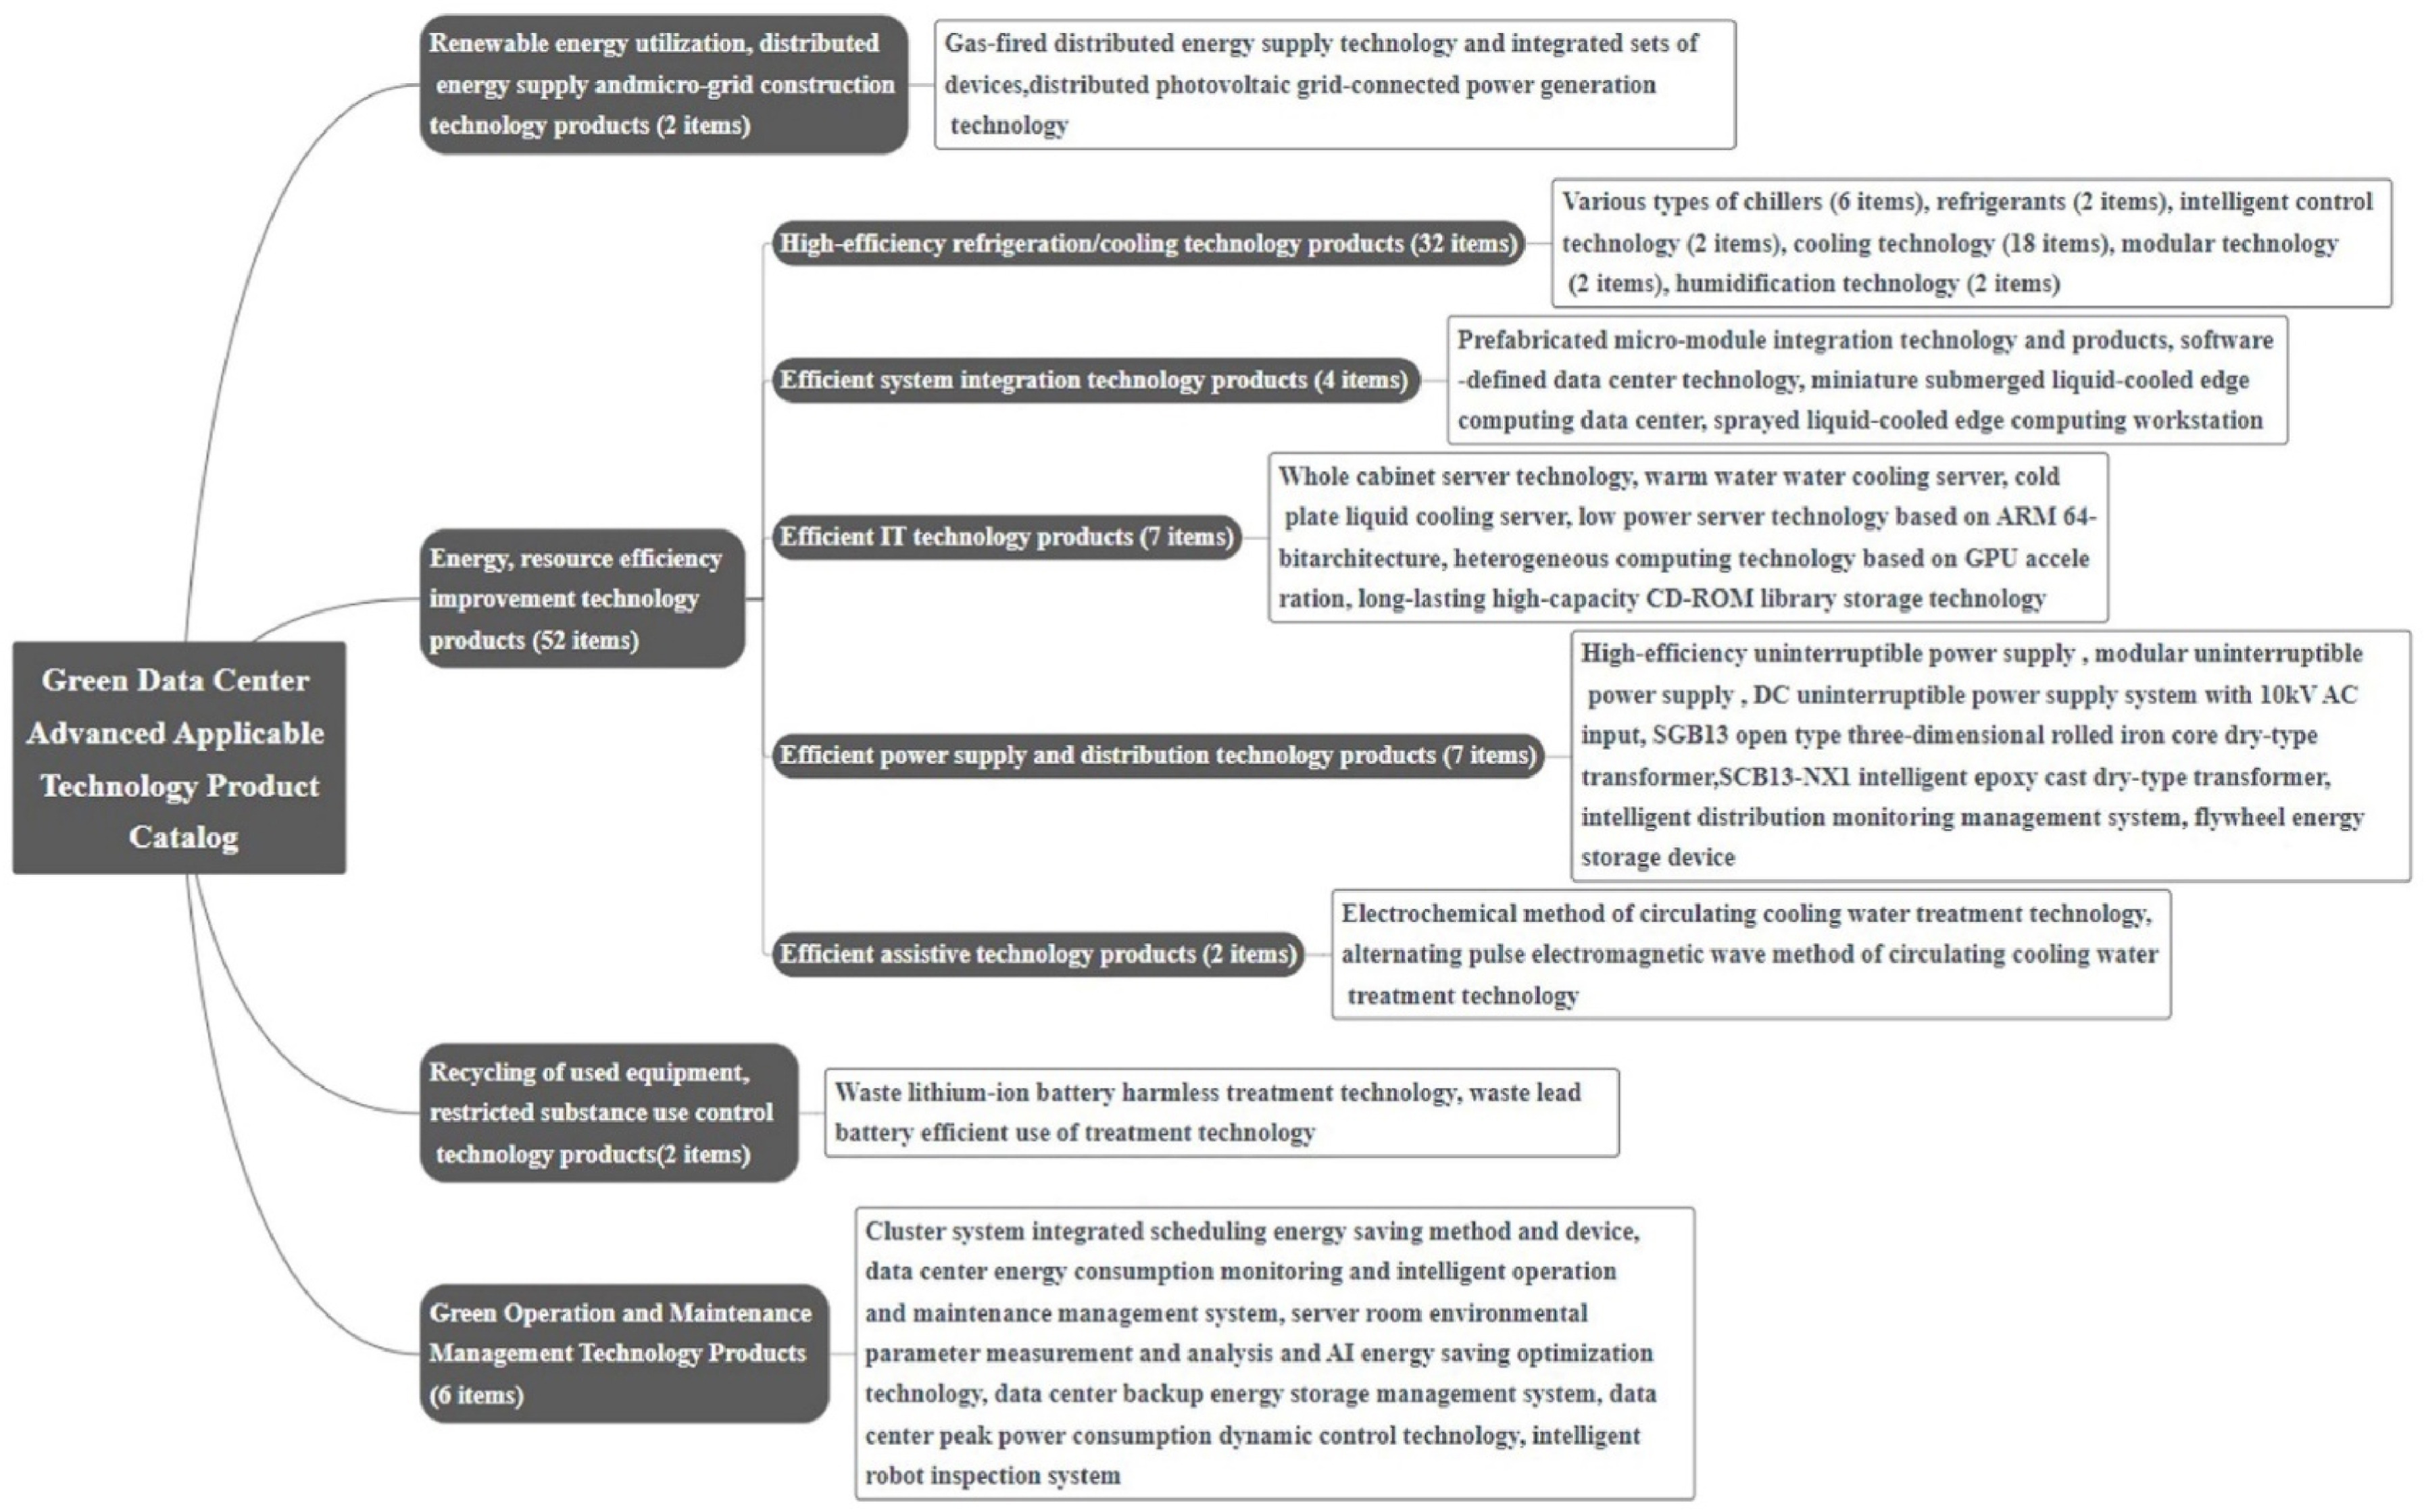 Green Data Center
Advanced Applicable
Technology Product
Catalog
Renewable energy utilization, distributed
energy supply andmicro-grid construction
technology products (2 items)
Gas-fired distributed energy supply technology and integrated sets of
devices,distributed photovoltaic grid-connected power generation
technology
Energy, resource efficiency
improvement technology
products (52 items)
High-efficiency refrigeration/cooling technology products (32 items)
Various types of chillers (6 items), refrigerants (2 items), intelligent control
technology (2 items), cooling technology (18 items), modular technology
(2 items), humidification technology (2 items)
Efficient system integration technology products (4 items)
Prefabricated micro-module integration technology and products, software
-defined data center technology, miniature submerged liquid-cooled edge
computing data center, sprayed liquid-cooled edge computing workstation
Efficient IT technology products (7 items)
Whole cabinet server technology, warm water water cooling server, cold
plate liquid cooling server, low power server technology based on ARM 64-
bitarchitecture, heterogeneous computing technology based on GPU accele
ration, long-lasting high-capacity CD-ROM library storage technology
Efficient power supply and distribution technology products (7 items)
High-efficiency uninterruptible power supply , modular uninterruptible
power supply , DC uninterruptible power supply system with 10kV AC
input, SGB13 open type three-dimensional rolled iron core dry-type
transformer,SCB13-NX1 intelligent epoxy cast dry-type transformer,
intelligent distribution monitoring management system, flywheel energy
storage device
Efficient assistive technology products (2 items)
Electrochemical method of circulating cooling water treatment technology,
alternating pulse electromagnetic wave method of circulating cooling water
treatment technology
Recycling of used equipment,
restricted substance use control
technology products(2 items)
Waste lithium-ion battery harmless treatment technology, waste lead
battery efficient use of treatment technology
Green Operation and Maintenance
Management Technology Products
(6 items)
Cluster system integrated scheduling energy saving method and device,
data center energy consumption monitoring and intelligent operation
and maintenance management system, server room environmental
parameter measurement and analysis and AI energy saving optimization
technology, data center backup energy storage management system, data
center peak power consumption dynamic control technology, intelligent
robot inspection system